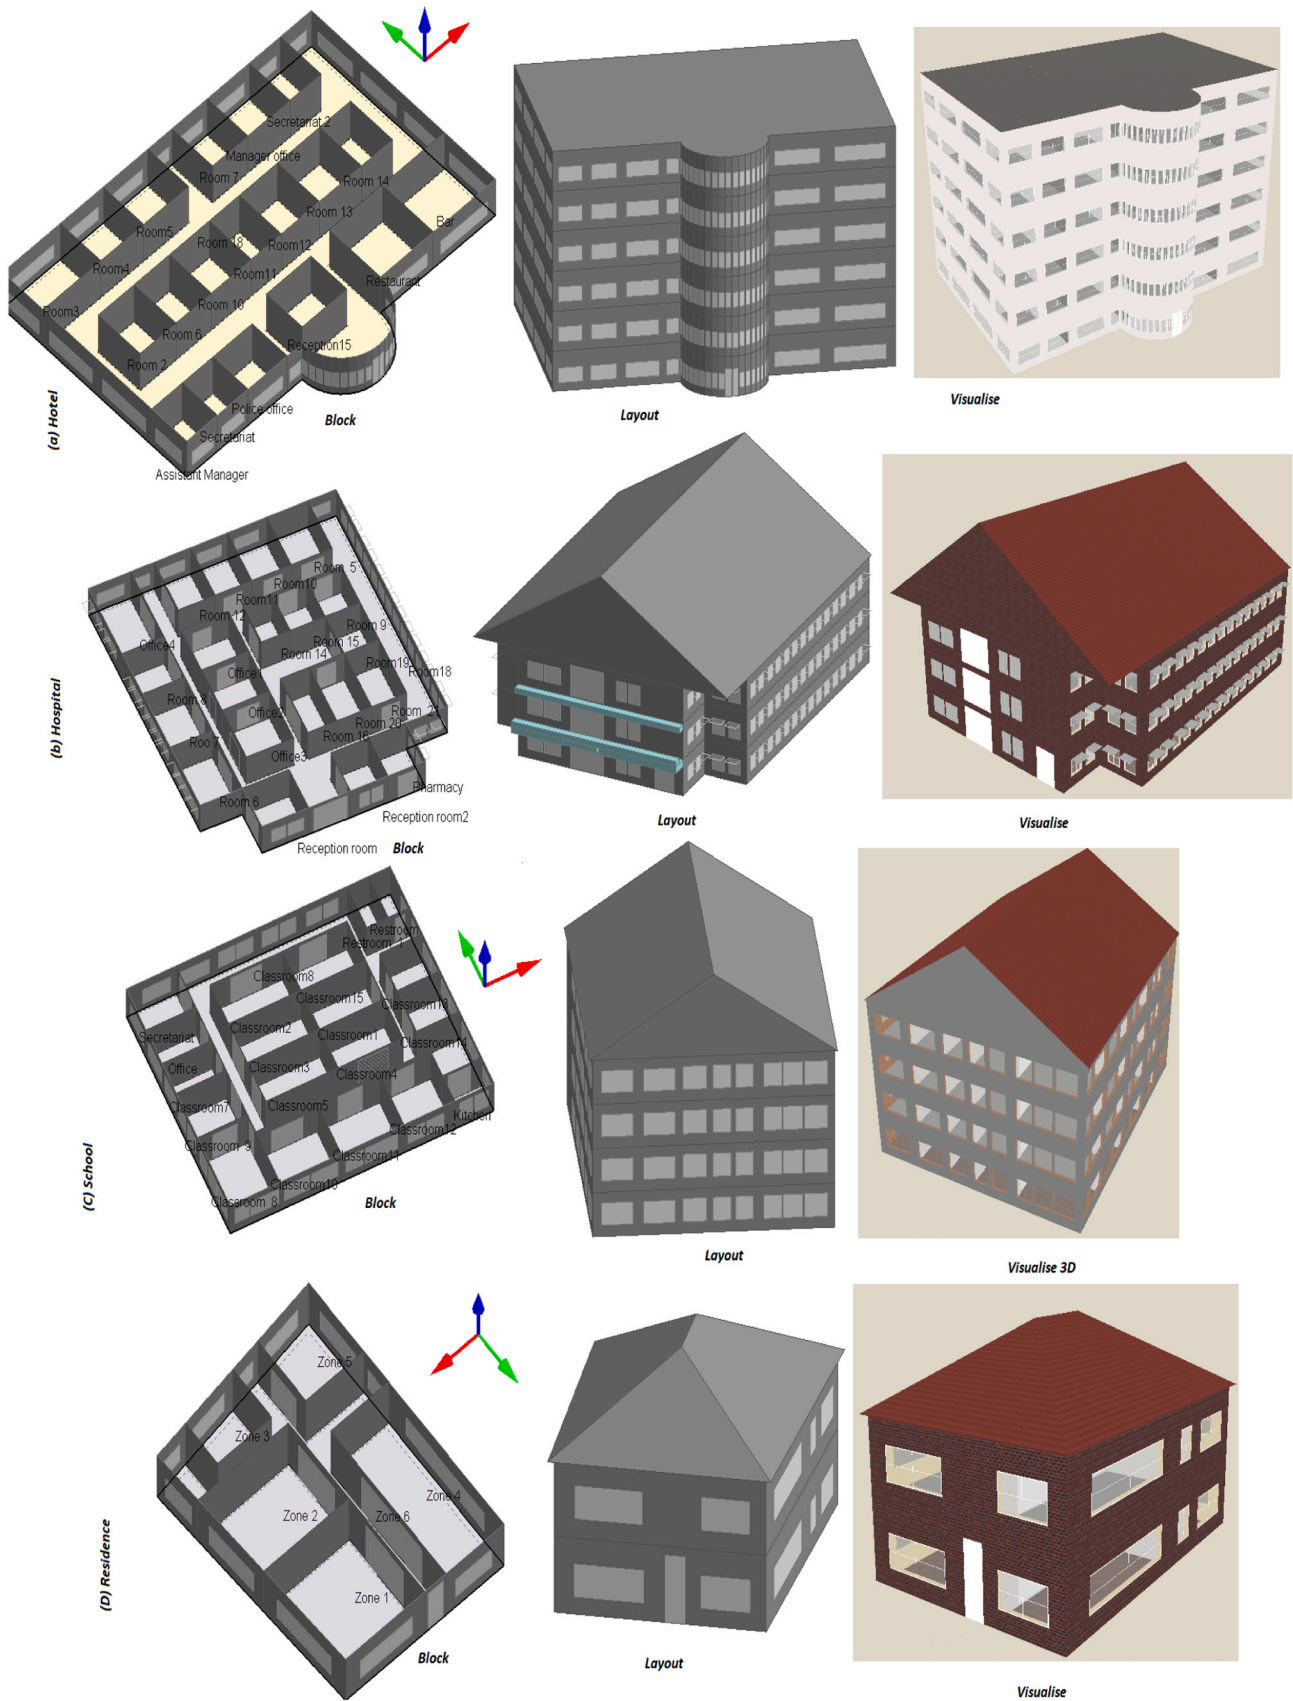 Secretariat 2
Manager office
Room 7
Room 14
Room 13
Room5
Bar
Room 18
Room12
Room4
Room11
Restaurant
Room3
Room 10
Room 6
Reception15
Room 2
Police office
Secretariat
Assistant Manager
(a) Hotel
Block
Layout
Visualise
Room 5
Room10
Room11
Room 12
Room 9
Room 15
Office4
Room 14
Room19
Room18
Office1
Room 8
Office2
Room 21
Room 20
Room 16
Roo 7
Office3
Pharmacy
Room 6
Reception room2
Reception room
(b) Hospital
Block
Layout
Visualise
Restroom
Restroom 1
Classroom8
Classroom15
Classroom13
Classroom2
Secretariat
Classroom1
Classroom14
Office
Classroom3
Classroom4
Classroom7
Classroom5
Kitchen
Classroom12
Classroom 9
Classroom11
Classroom10
Classroom 8
(C) School
Block
Layout
Visualise 3D
Zone 5
Zone 3
Zone 4
Zone 2
Zone 6
Zone 1
(D) Residence
Block
Layout
Visualise